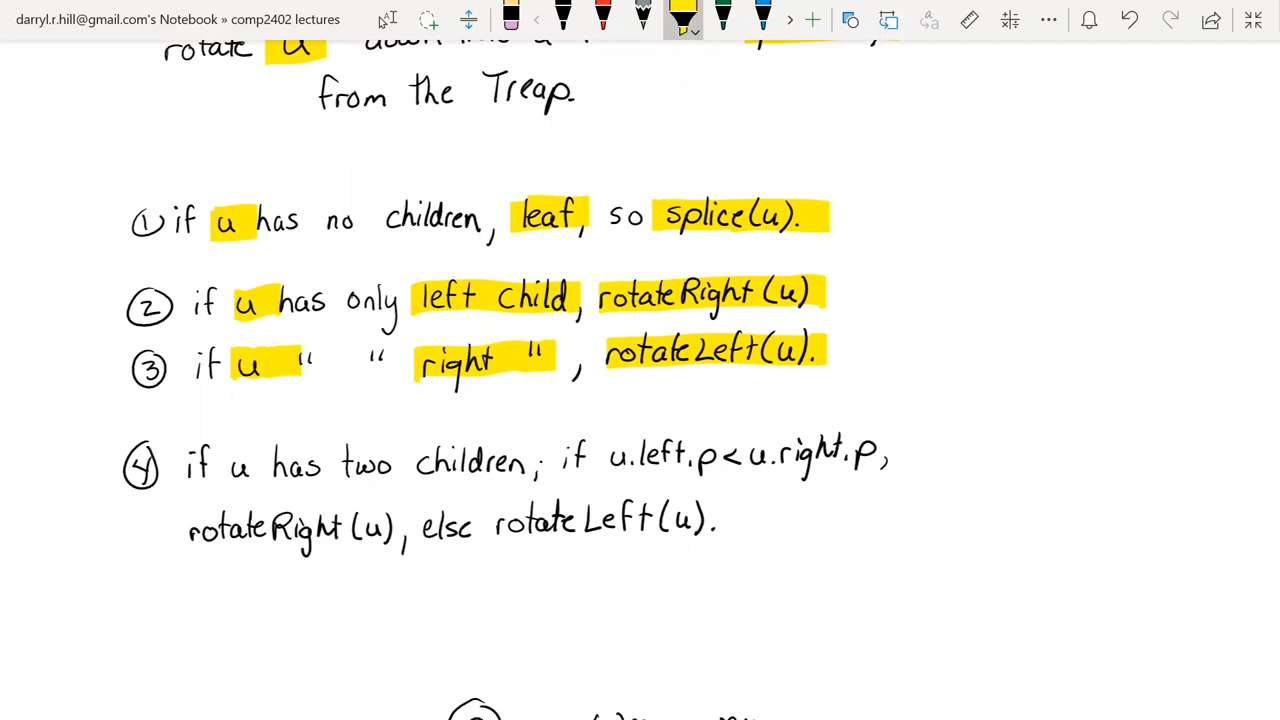 darryl.r.hill@gmail.com's Notebook » comp2402 lectures
rotate u down
from the Treap.
① if u has no children, leaf, so splice(u).
② if u has only left child, rotateRight(u)
③ if u " " right " , rotateLeft(u).
④ if u has two children; if u.left.p < u.right.p,
rotateRight(u), else rotateLeft(u).